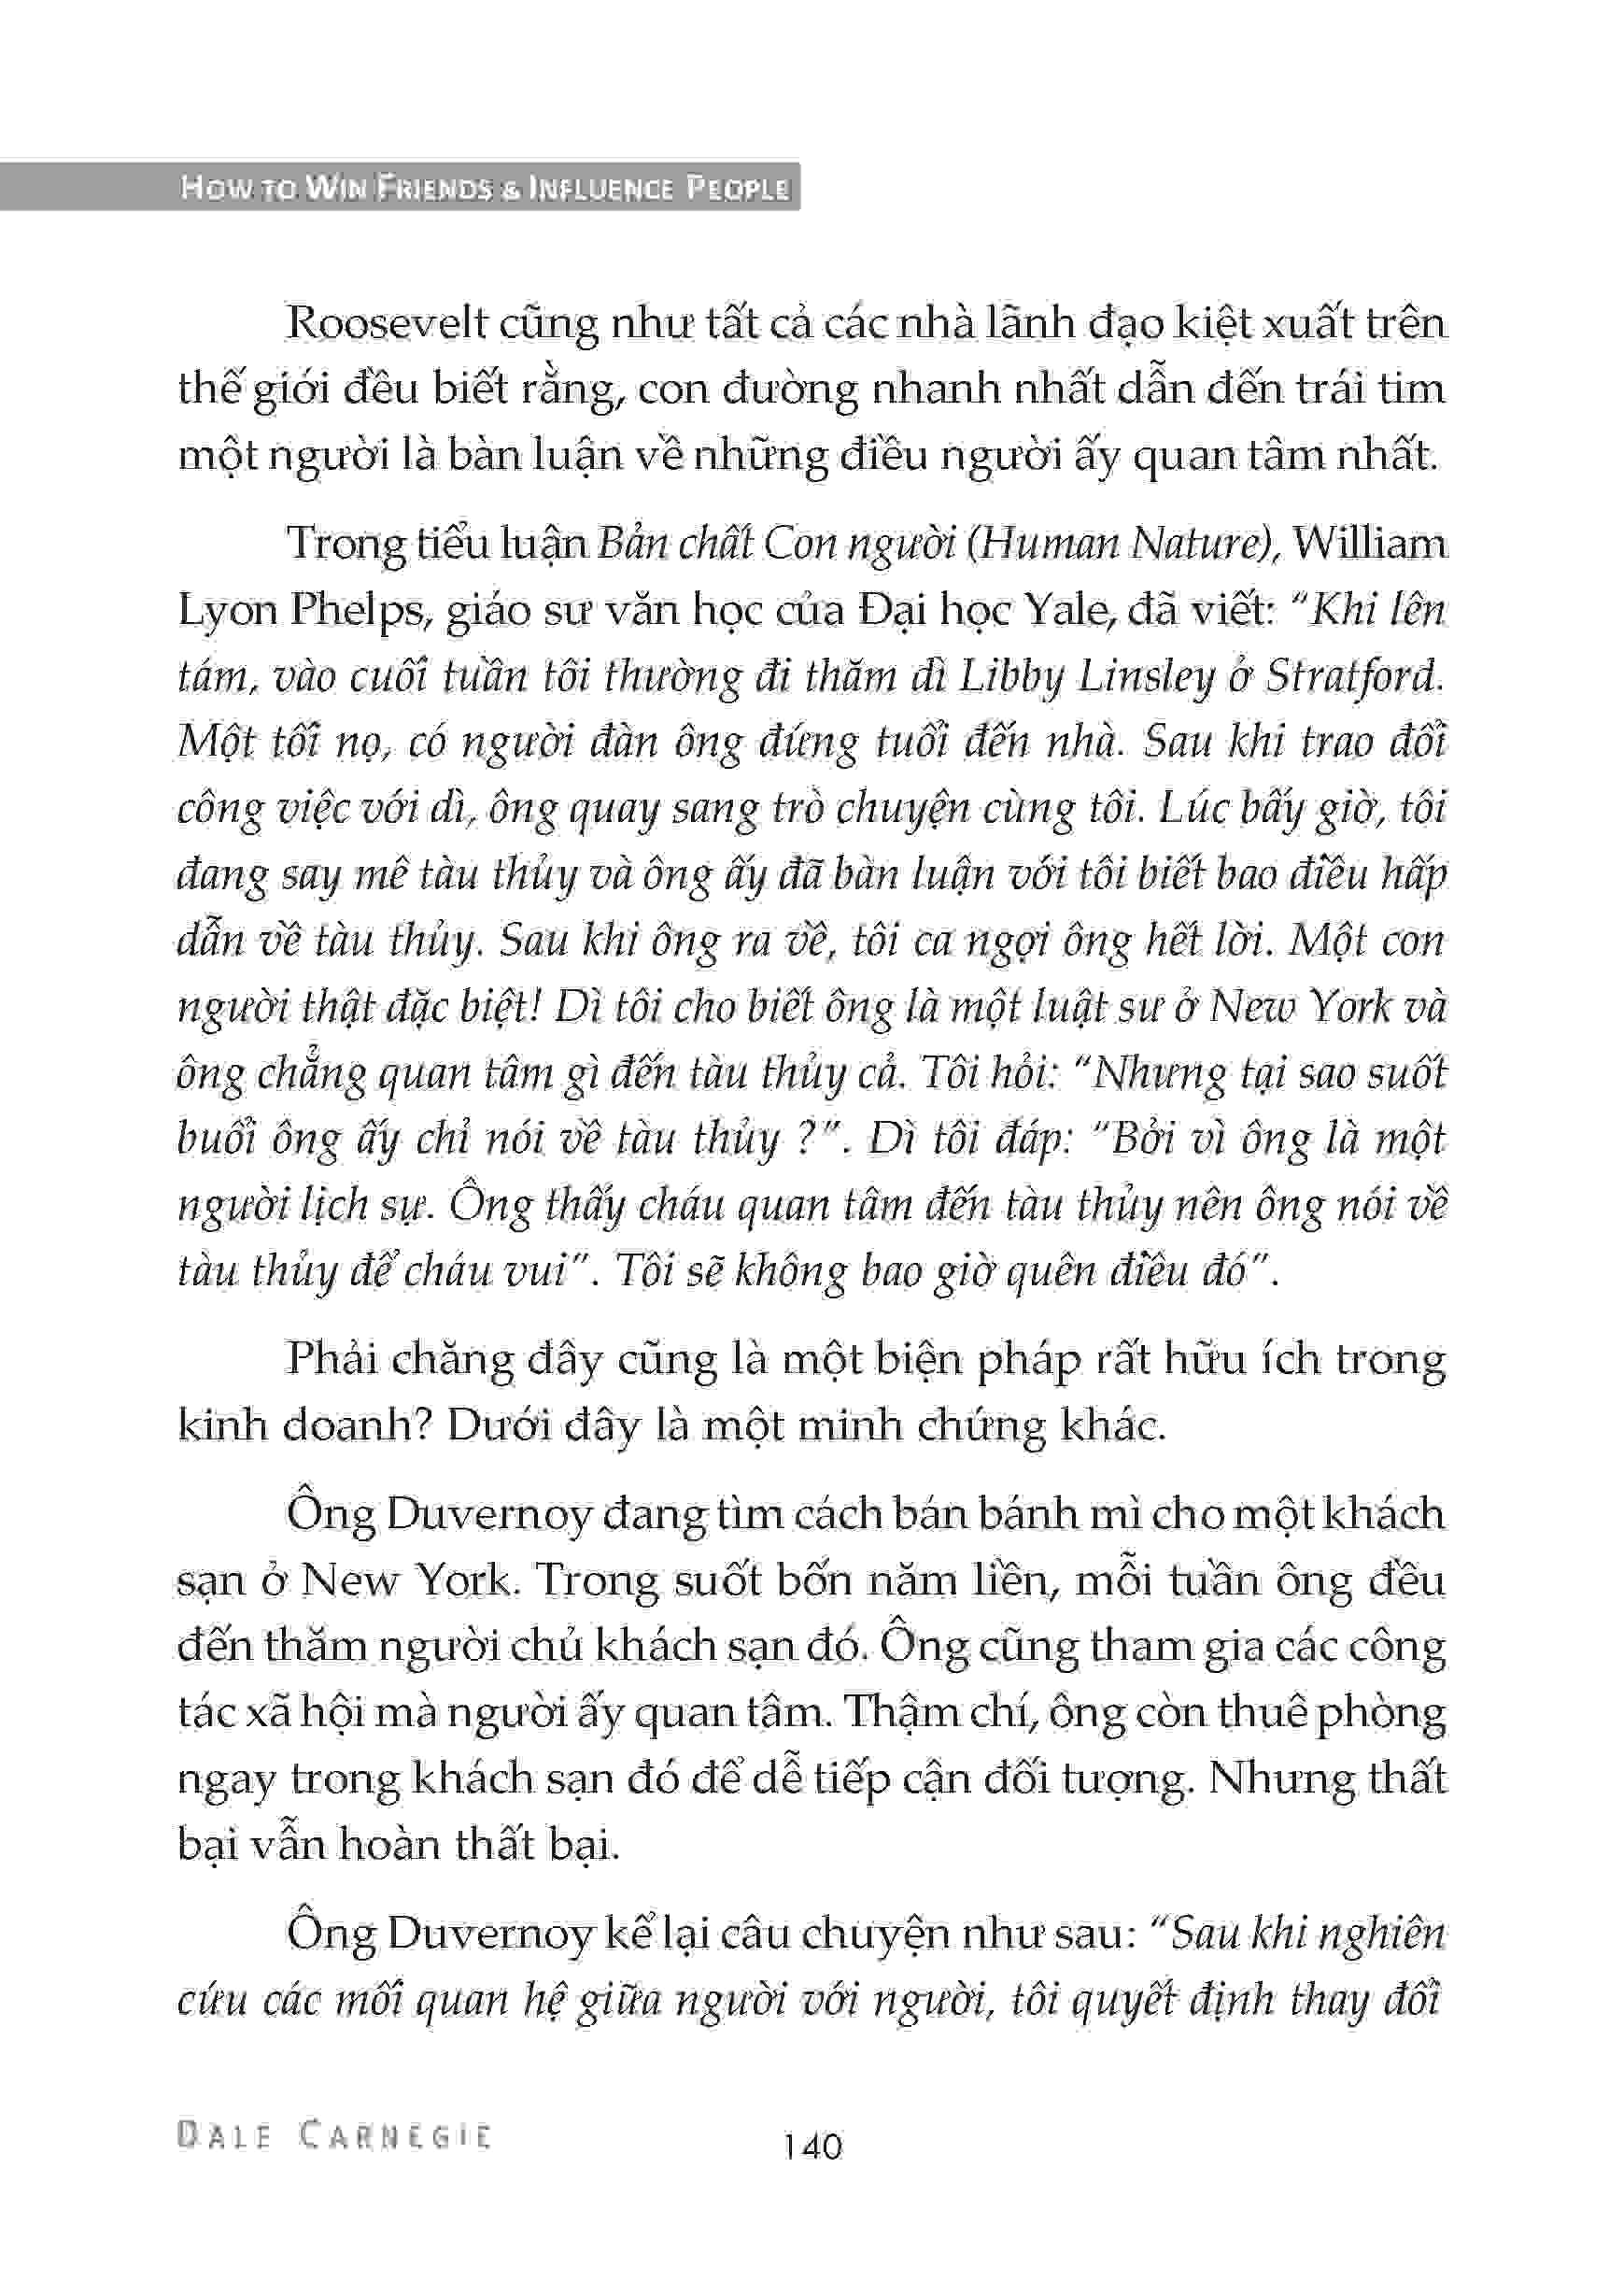 HOW TO WIN FRIENDS & INFLUENCE PEOPLE
Roosevelt cũng như tất cả các nhà lãnh đạo kiệt xuất trên
thế giới đều biết rằng, con đường nhanh nhất dẫn đến trái tim
một người là bàn luận về những điều người ấy quan tâm nhất.
Trong tiểu luận Bản chất Con người (Human Nature), William
Lyon Phelps, giáo sư văn học của Đại học Yale, đã viết: “Khi lên
tám, vào cuối tuần tôi thường đi thăm dì Libby Linsley ở Stratford.
Một tối nọ, có người đàn ông đứng tuổi đến nhà. Sau khi trao đổi
công việc với dì, ông quay sang trò chuyện cùng tôi. Lúc bấy giờ, tôi
đang say mê tàu thủy và ông ấy đã bàn luận với tôi biết bao điều hấp
dẫn về tàu thủy. Sau khi ông ra về, tôi ca ngợi ông hết lời. Một con
người thật đặc biệt! Dì tôi cho biết ông là một luật sư ở New York và
ông chẳng quan tâm gì đến tàu thủy cả. Tôi hỏi: “Nhưng tại sao suốt
buổi ông ấy chỉ nói về tàu thủy ?”. Dì tôi đáp: “Bởi vì ông là một
người lịch sự. Ông thấy cháu quan tâm đến tàu thủy nên ông nói về
tàu thủy để cháu vui”. Tôi sẽ không bao giờ quên điều đó”.
Phải chăng đây cũng là một biện pháp rất hữu ích trong
kinh doanh? Dưới đây là một minh chứng khác.
Ông Duvernoy đang tìm cách bán bánh mì cho một khách
sạn ở New York. Trong suốt bốn năm liền, mỗi tuần ông đều
đến thăm người chủ khách sạn đó. Ông cũng tham gia các công
tác xã hội mà người ấy quan tâm. Thậm chí, ông còn thuê phòng
ngay trong khách sạn đó để dễ tiếp cận đối tượng. Nhưng thất
bại vẫn hoàn thất bại.
Ông Duvernoy kể lại câu chuyện như sau: “Sau khi nghiên
cứu các mối quan hệ giữa người với người, tôi quyết định thay đổi
DALE CARNEGIE
140